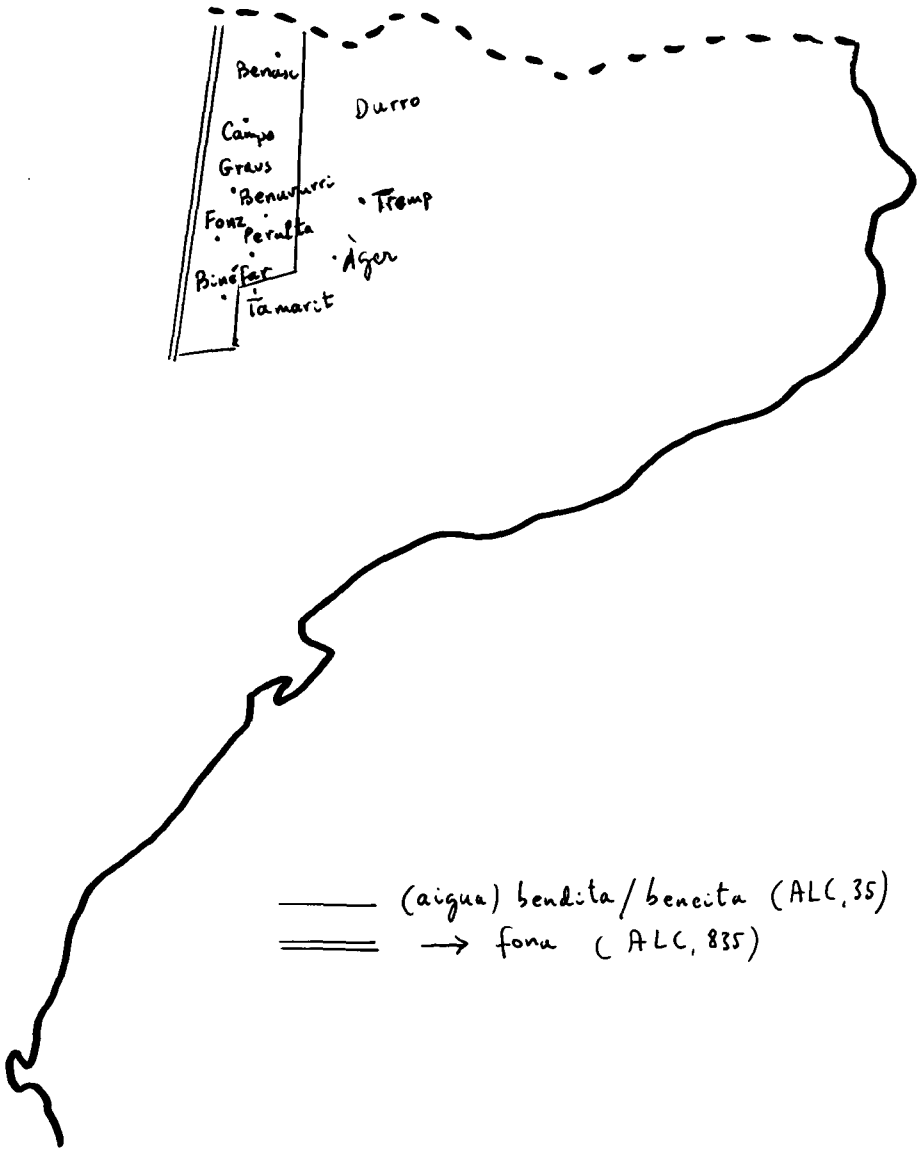 Benasc
Durro
Campo
Graus
Benavarri
Tremp
Fonz
Peralta
Àger
Binéfar
Tamarit
(aigua) bendita/beneita (ALC, 35)
→ fona (ALC, 835)